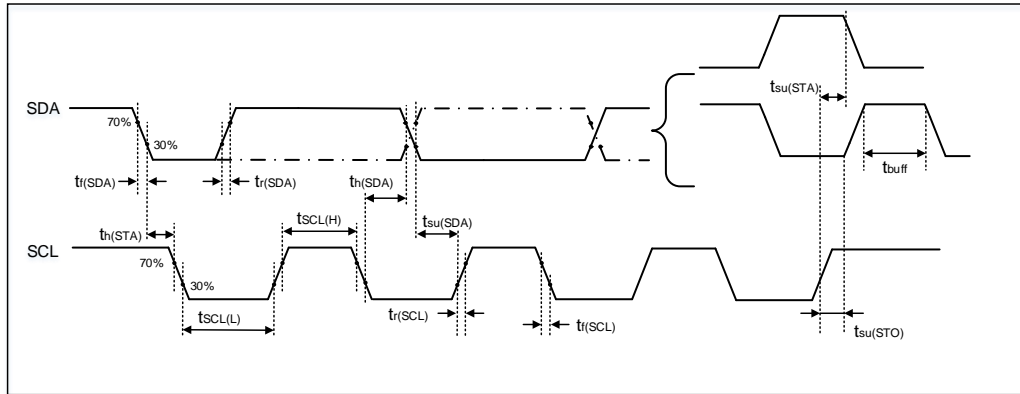 tsu(STA)
SDA
70%
30%
tbuff
tf(SDA)
tr(SDA)
th(SDA)
tSCL(H)
tsu(SDA)
th(STA)
SCL
70%
30%
tSCL(L)
tr(SCL)
tf(SCL)
tsu(STO)